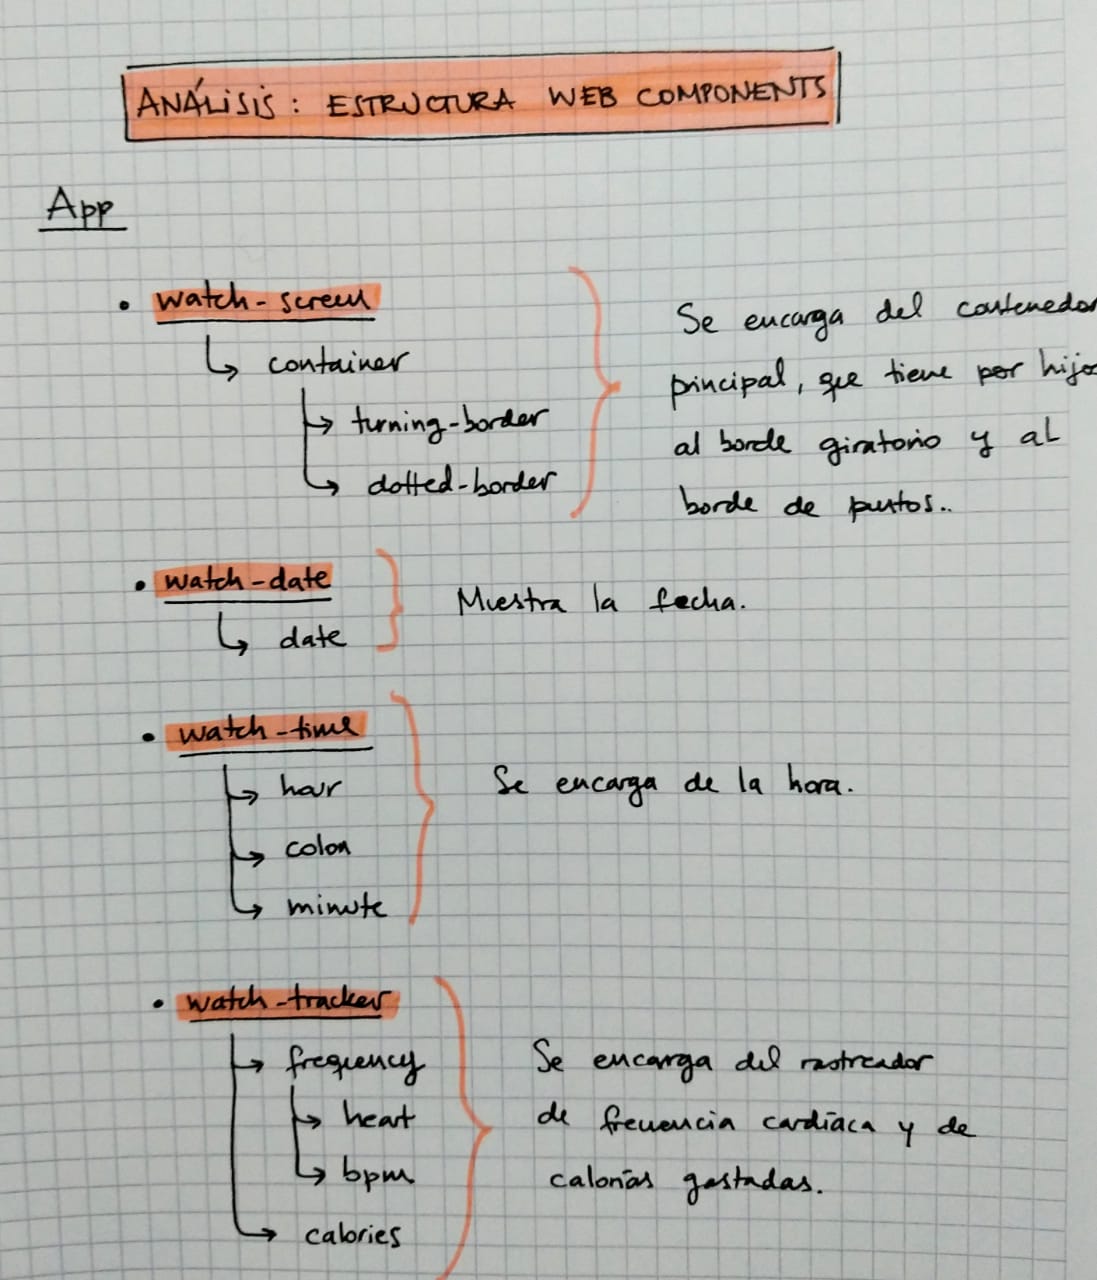 ANÁLISIS: ESTRUCTURA WEB COMPONENTS
App
• watch-screen
container
turning-border
dotted-border
Se encarga del contenedor
principal, que tiene por hijo
al borde giratorio y al
borde de puntos..
• watch-date
date
Muestra la fecha.
• watch-time
hour
colon
minute
Se encarga de la hora.
• watch-tracker
frequency
heart
bpm
calories
Se encarga del rastreador
de frecuencia cardíaca y de
calorías gastadas.